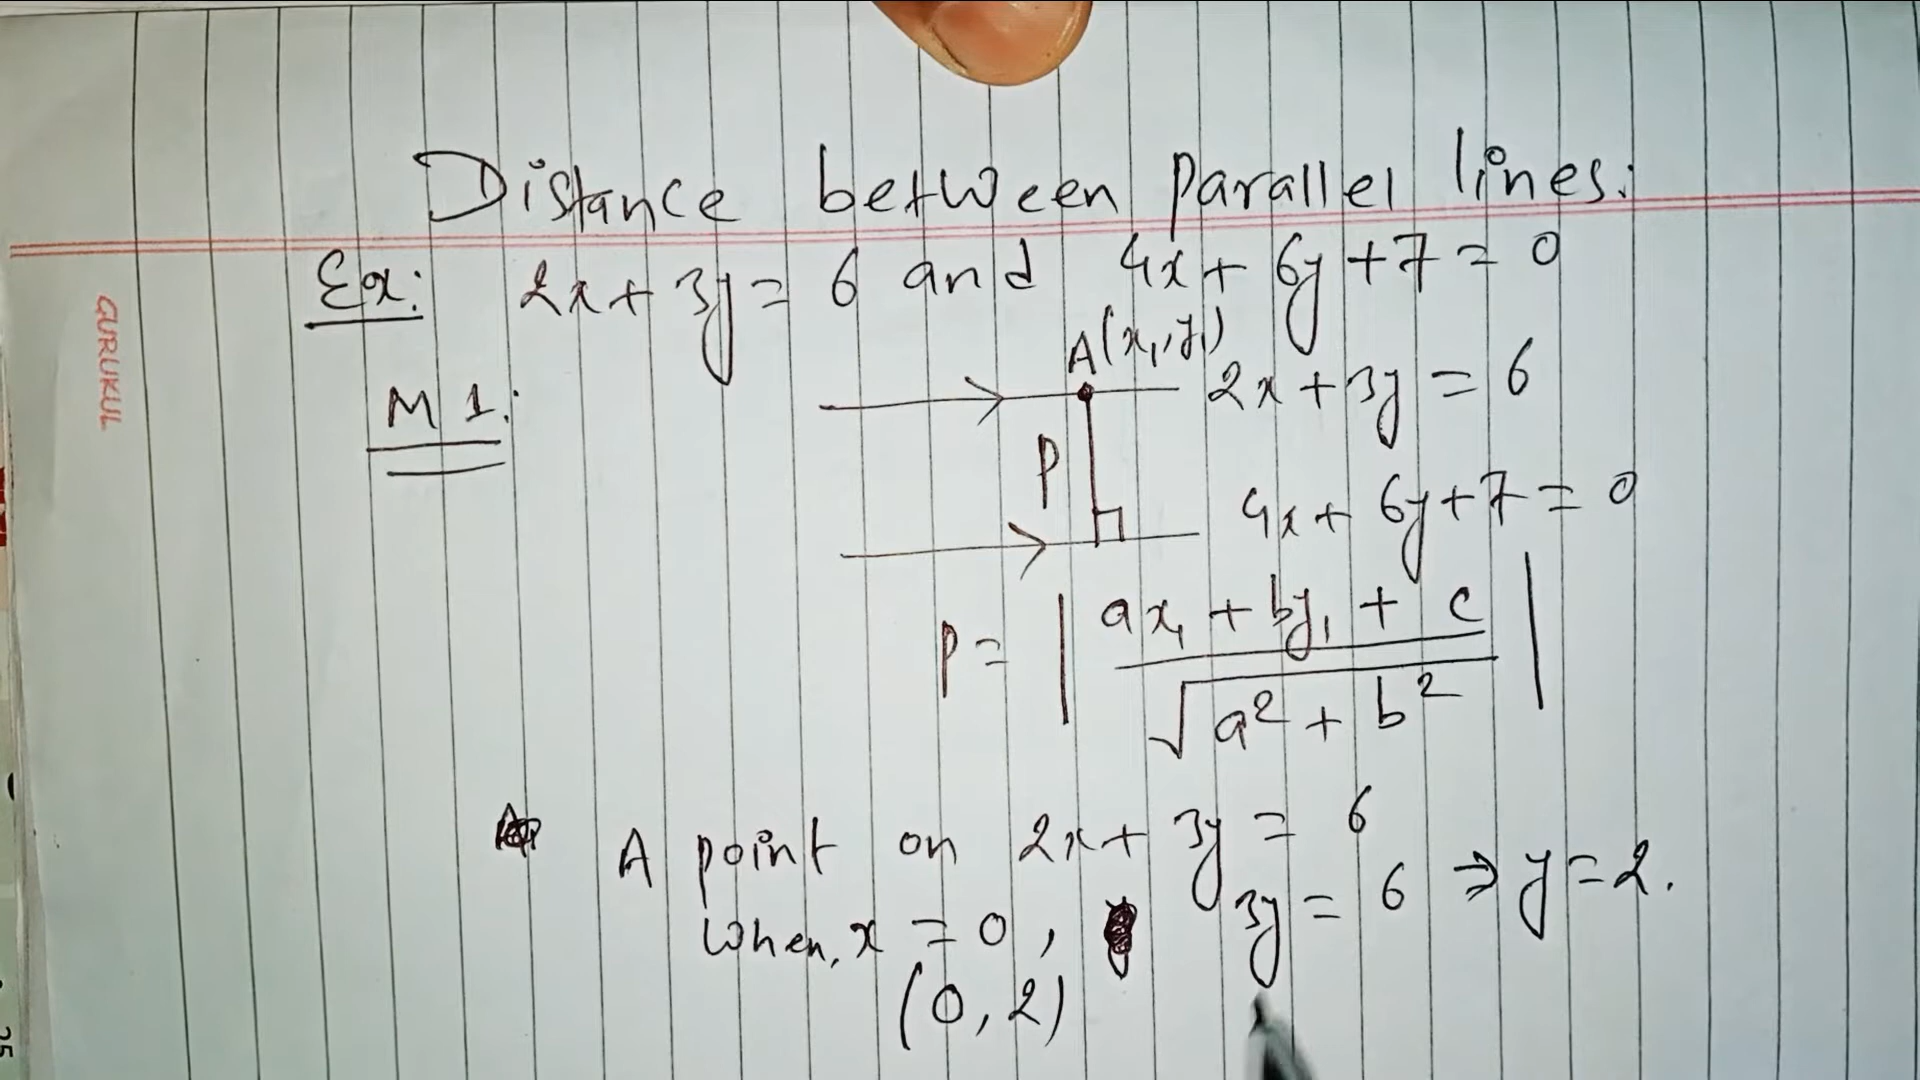 Distance between parallel lines:
Ex: 2x + 3y = 6 and 4x + 6y + 7 = 0
GURUKUL
M 1:
A(x₁, y₁)
2x + 3y = 6
P
4x + 6y + 7 = 0
P = | (ax₁ + by₁ + c) / √(a² + b²) |
A point on 2x + 3y = 6
when, x = 0, 3y = 6 ⇒ y = 2.
(0, 2)
25